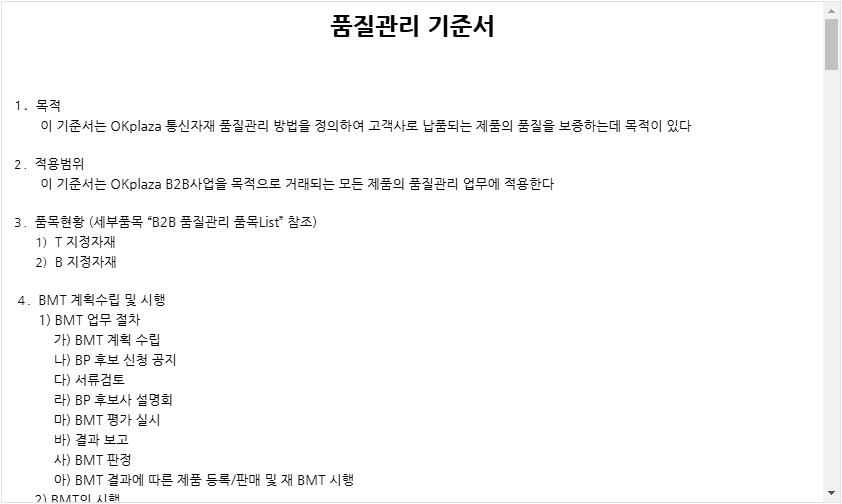 품질관리 기준서
1. 목적
이 기준서는 OKplaza 통신자재 품질관리 방법을 정의하여 고객사로 납품되는 제품의 품질을 보증하는데 목적이 있다
2. 적용범위
이 기준서는 OKplaza B2B사업을 목적으로 거래되는 모든 제품의 품질관리 업무에 적용한다
3. 품목현황 (세부품목 “B2B 품질관리 품목List” 참조)
1) T 지정자재
2) B 지정자재
4. BMT 계획수립 및 시행
1) BMT 업무 절차
가) BMT 계획 수립
나) BP 후보 신청 공지
다) 서류검토
라) BP 후보사 설명회
마) BMT 평가 실시
바) 결과 보고
사) BMT 판정
아) BMT 결과에 따른 제품 등록/판매 및 재 BMT 시행
2) BMT의 시행